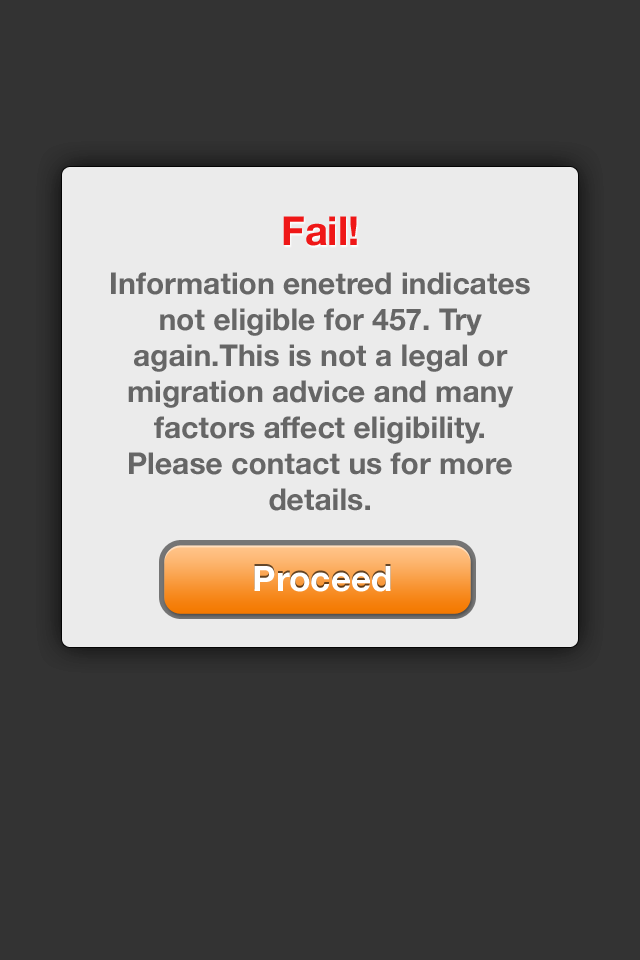 Fail!
Information enetred indicates
not eligible for 457. Try
again.This is not a legal or
migration advice and many
factors affect eligibility.
Please contact us for more
details.
Proceed